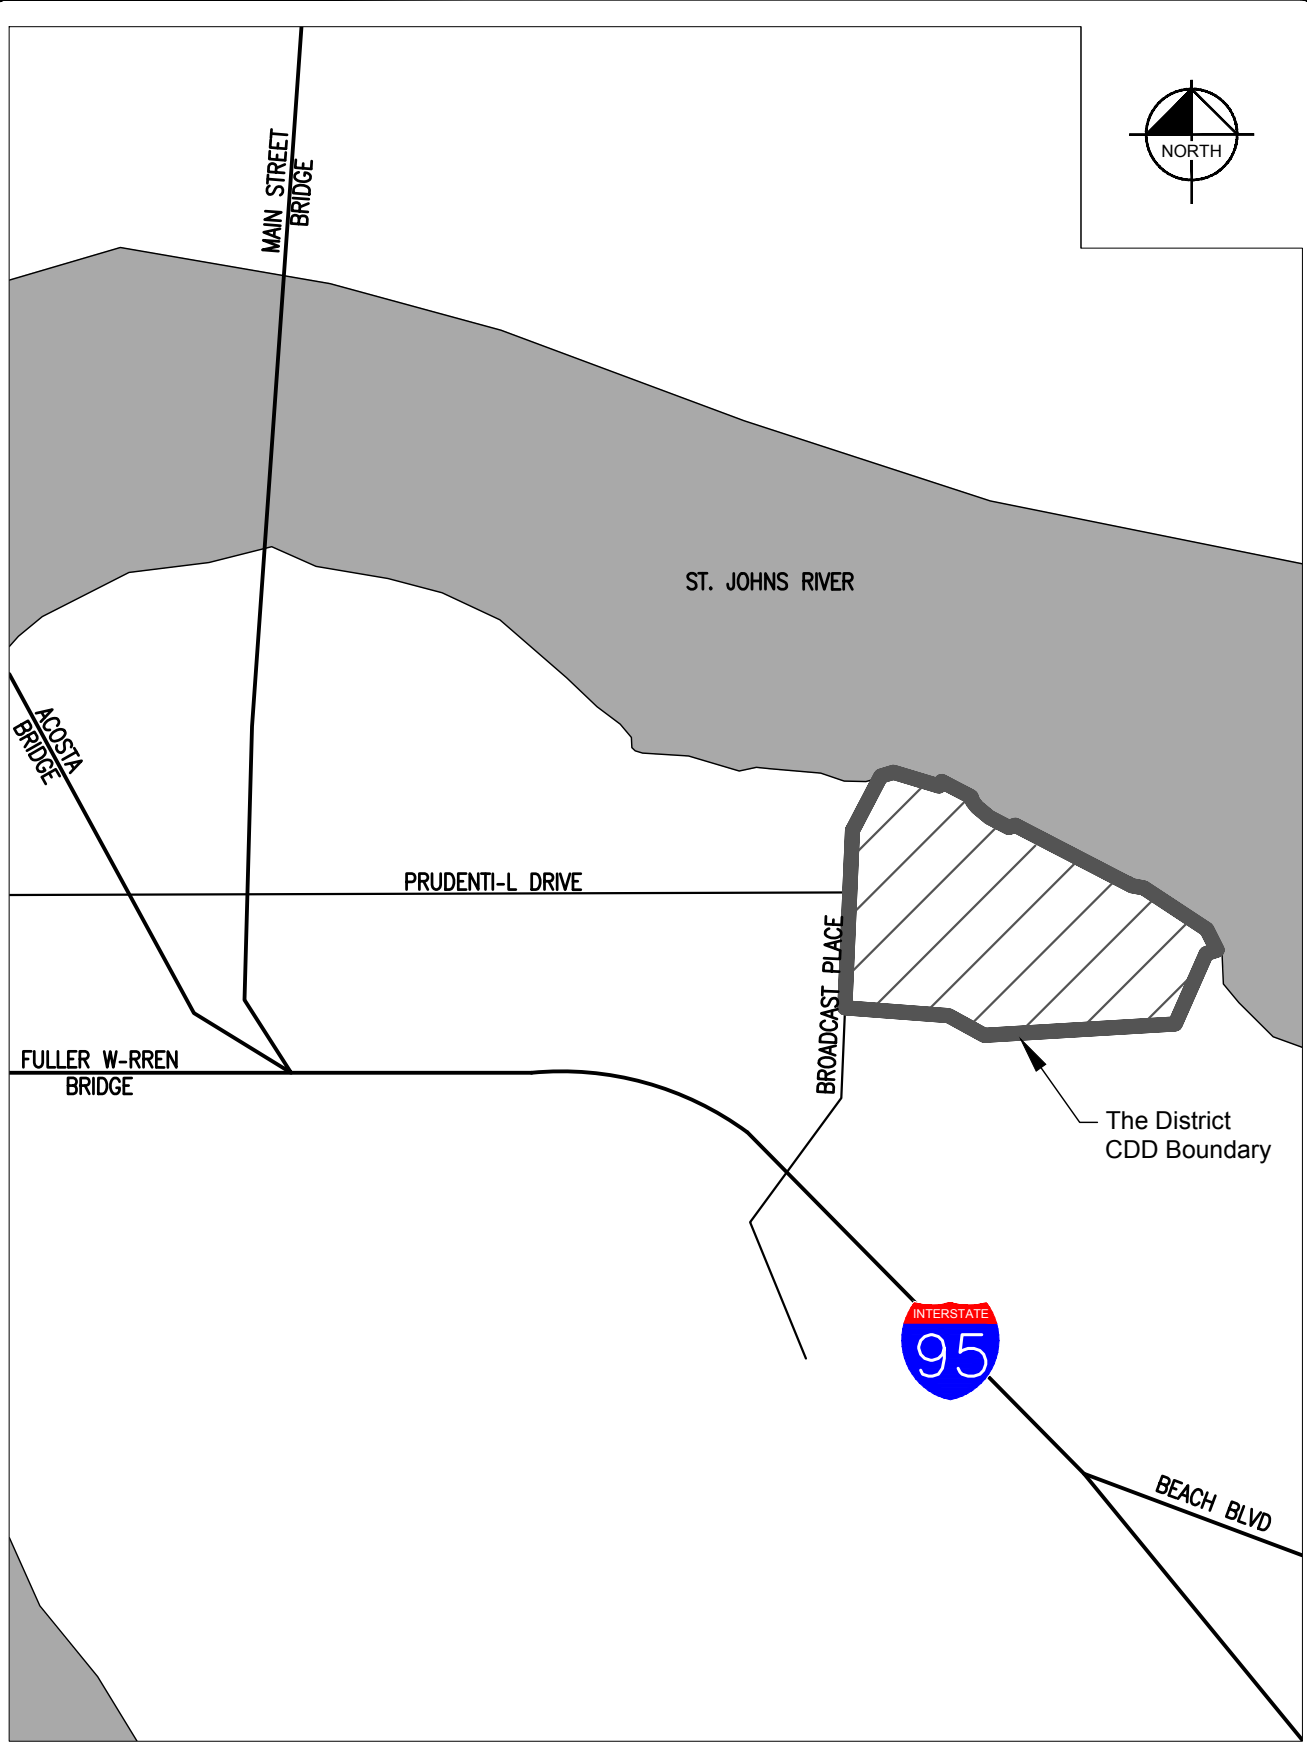 NORTH
MAIN STREET
BRIDGE
ST. JOHNS RIVER
ACOSTA
BRIDGE
PRUDENTI-L DRIVE
BROADCAST PLACE
FULLER W-RREN
BRIDGE
The District
CDD Boundary
INTERSTATE
95
BEACH BLVD